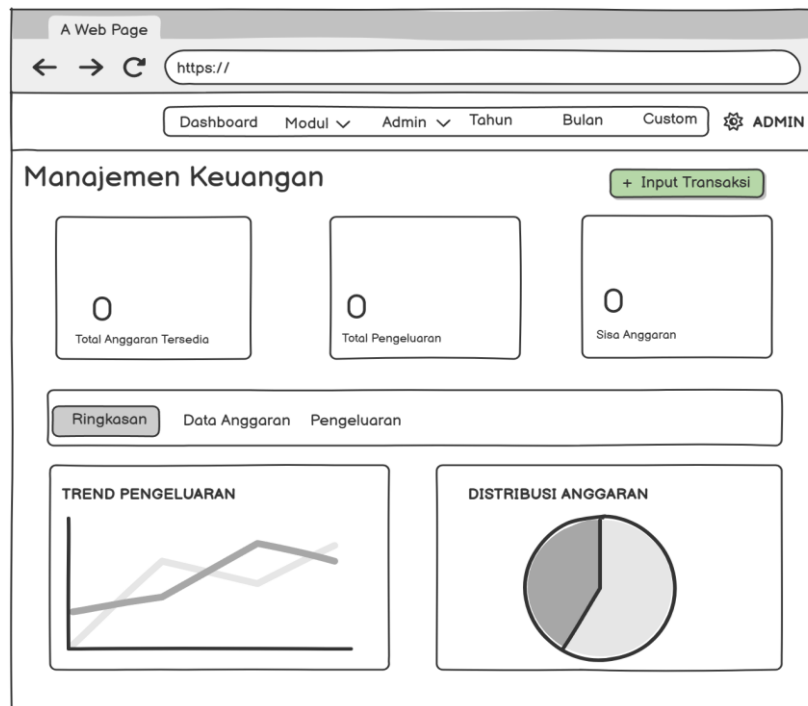 A Web Page
https://
Dashboard Modul Admin Tahun Bulan Custom ADMIN
Manajemen Keuangan
+ Input Transaksi
0 0 0
Total Anggaran Tersedia Total Pengeluaran Sisa Anggaran
Ringkasan Data Anggaran Pengeluaran
TREND PENGELUARAN DISTRIBUSI ANGGARAN